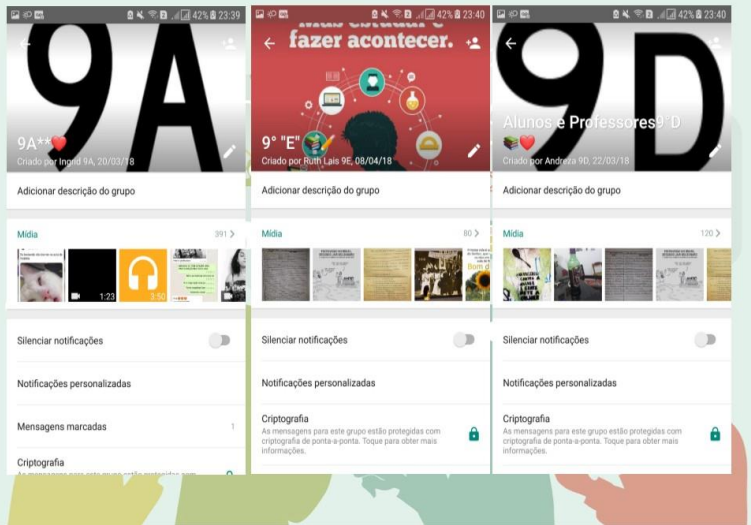 42% 23:39
9A
9A**❤️
Criado por Ingrid 9A, 20/03/18
Adicionar descrição do grupo
Mídia 391 >
1:23
3:50
Silenciar notificações
Notificações personalizadas
Mensagens marcadas 1
Criptografia
42% 23:40
fazer acontecer.
9° "E"📚❤️
Criado por Ruth Lais 9E, 08/04/18
Adicionar descrição do grupo
Mídia 80 >
Bom d
Silenciar notificações
Notificações personalizadas
Criptografia
As mensagens para este grupo estão protegidas com
criptografia de ponta-a-ponta. Toque para obter mais
informações.
42% 23:40
9D
Alunos e Professores9°D
📚❤️
Criado por Andreza 9D, 22/03/18
Adicionar descrição do grupo
Mídia 120 >
Silenciar notificações
Notificações personalizadas
Criptografia
As mensagens para este grupo estão protegidas com
criptografia de ponta-a-ponta. Toque para obter mais
informações.